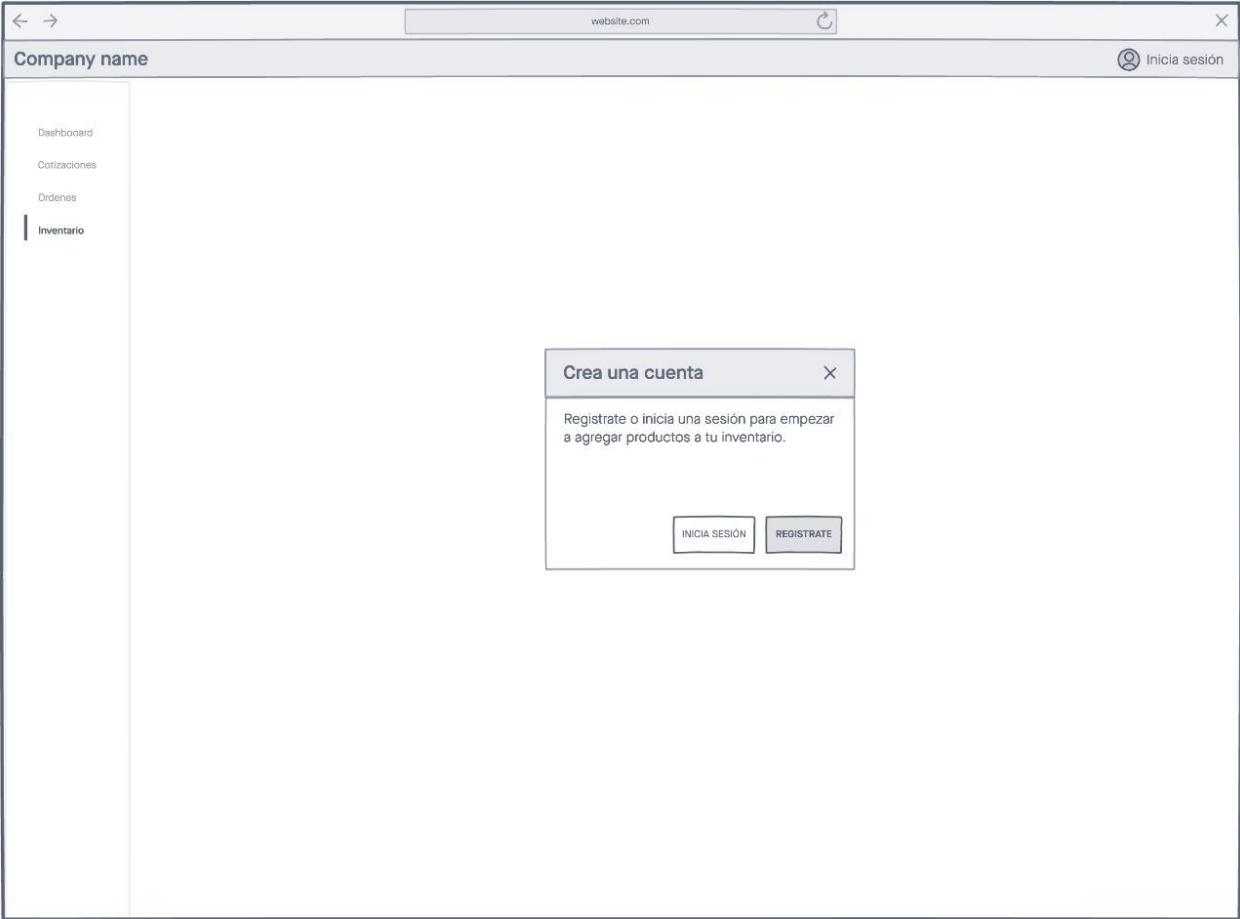 website.com
Company name
Inicia sesión
Dashbooard
Cotizaciones
Ordenes
Inventario
Crea una cuenta
Registrate o inicia una sesión para empezar
a agregar productos a tu inventario.
INICIA SESIÓN
REGISTRATE